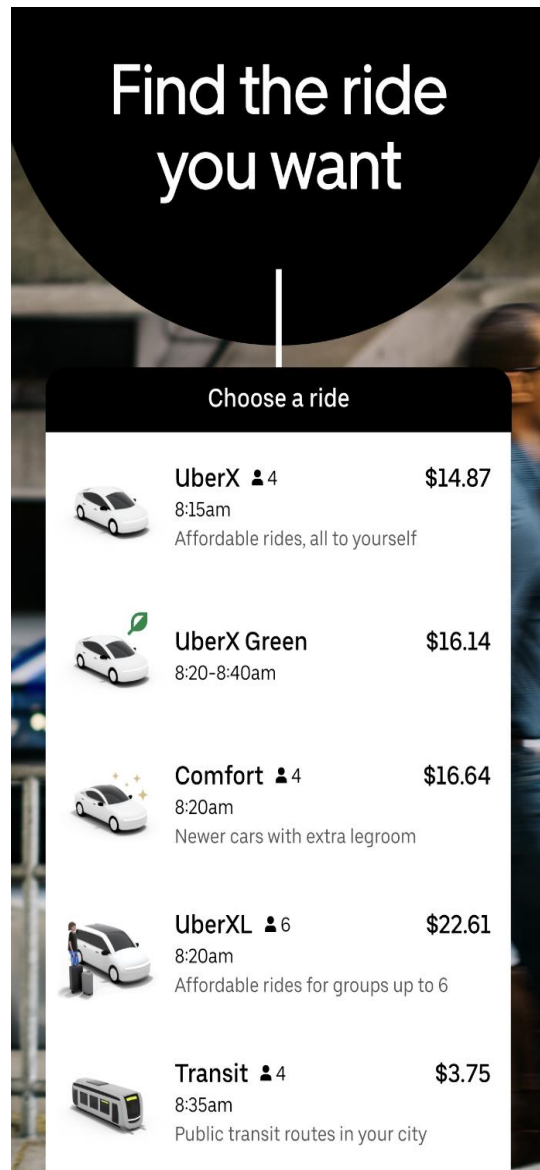 Find the ride
you want
Choose a ride
UberX 4 $14.87
8:15am
Affordable rides, all to yourself
UberX Green $16.14
8:20-8:40am
Comfort 4 $16.64
8:20am
Newer cars with extra legroom
UberXL 6 $22.61
8:20am
Affordable rides for groups up to 6
Transit 4 $3.75
8:35am
Public transit routes in your city